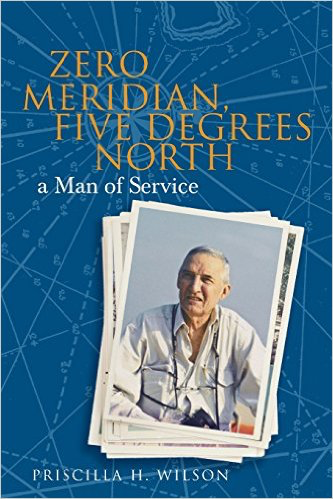 ZERO
MERIDIAN,
FIVE DEGREES
NORTH
a Man of Service
PRISCILLA H. WILSON